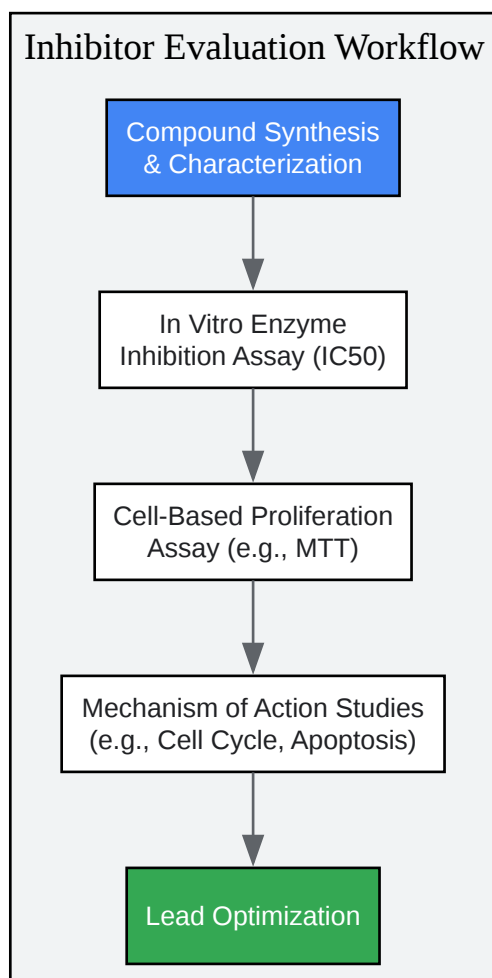 Inhibitor Evaluation Workflow
Compound Synthesis
& Characterization
In Vitro Enzyme
Inhibition Assay (IC50)
Cell-Based Proliferation
Assay (e.g., MTT)
Mechanism of Action Studies
(e.g., Cell Cycle, Apoptosis)
Lead Optimization